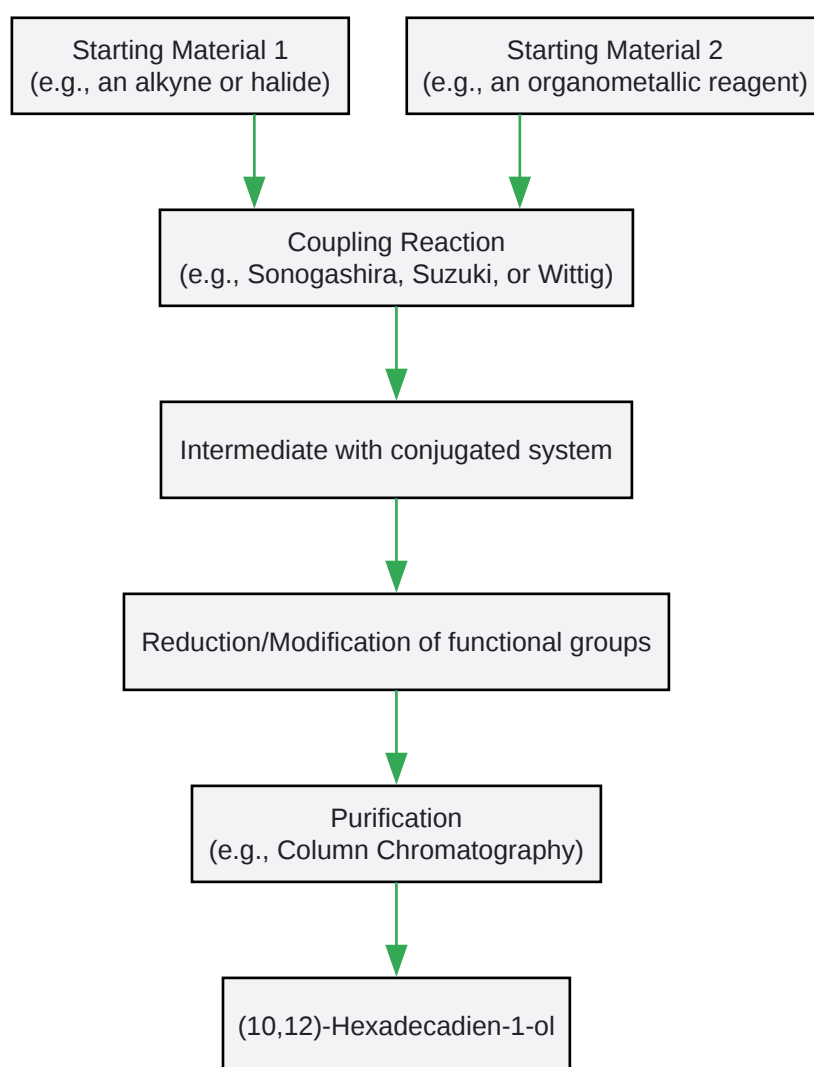 Starting Material 1
(e.g., an alkyne or halide)
Starting Material 2
(e.g., an organometallic reagent)
Coupling Reaction
(e.g., Sonogashira, Suzuki, or Wittig)
Intermediate with conjugated system
Reduction/Modification of functional groups
Purification
(e.g., Column Chromatography)
(10,12)-Hexadecadien-1-ol